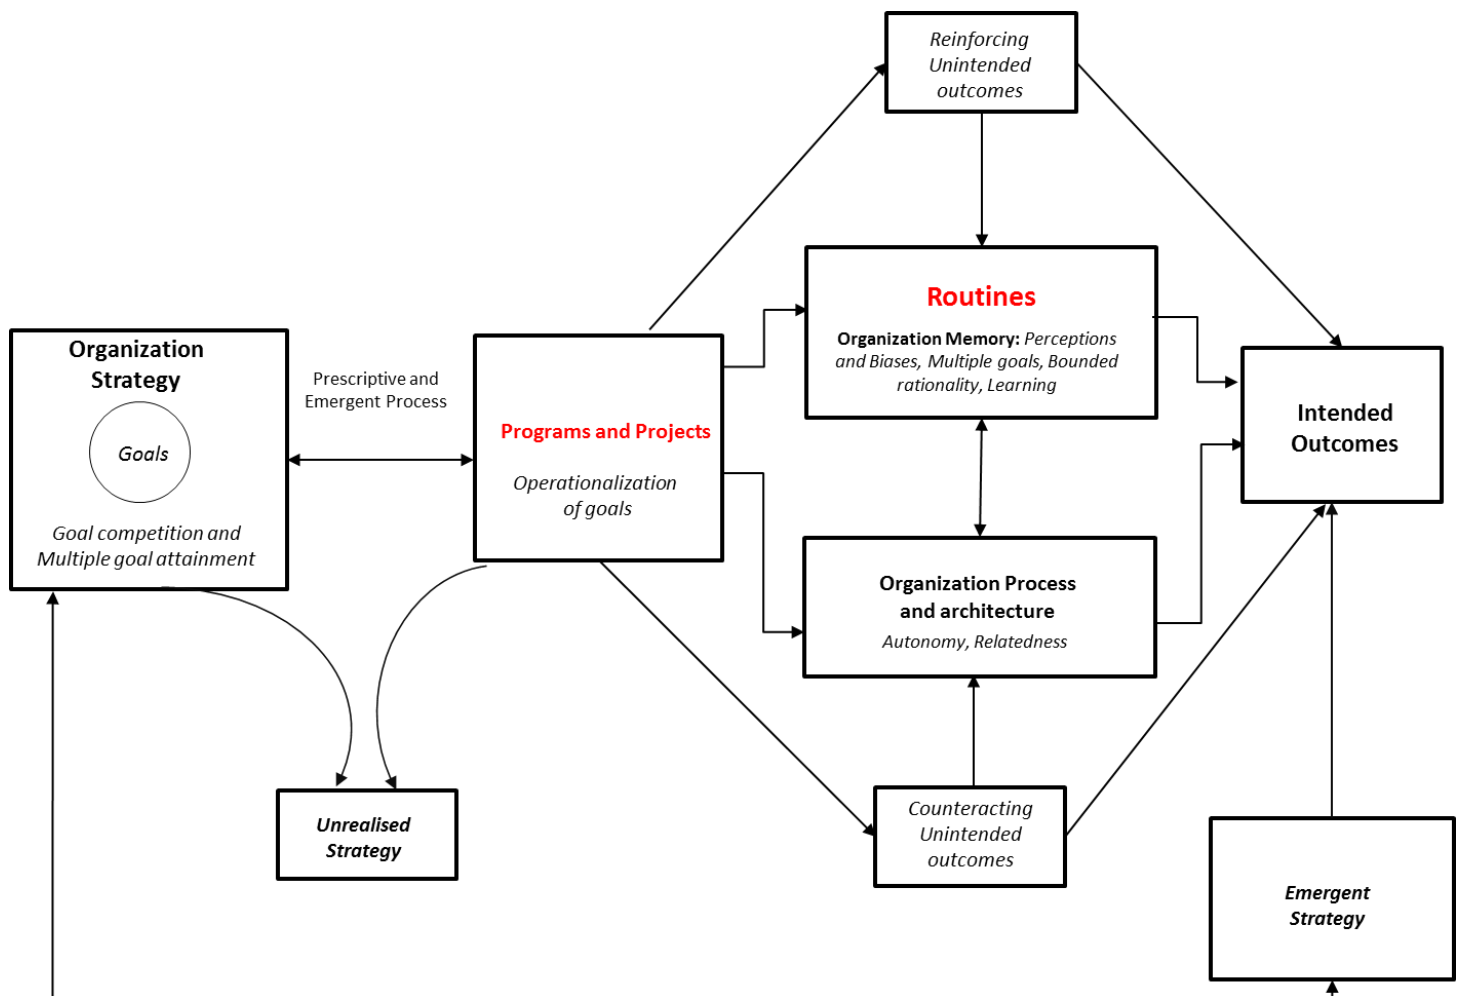 Reinforcing
Unintended
outcomes
Routines
Organization Memory: Perceptions
and Biases, Multiple goals, Bounded
rationality, Learning
Organization
Strategy
Goals
Goal competition and
Multiple goal attainment
Prescriptive and
Emergent Process
Programs and Projects
Operationalization
of goals
Intended
Outcomes
Organization Process
and architecture
Autonomy, Relatedness
Unrealised
Strategy
Counteracting
Unintended
outcomes
Emergent
Strategy